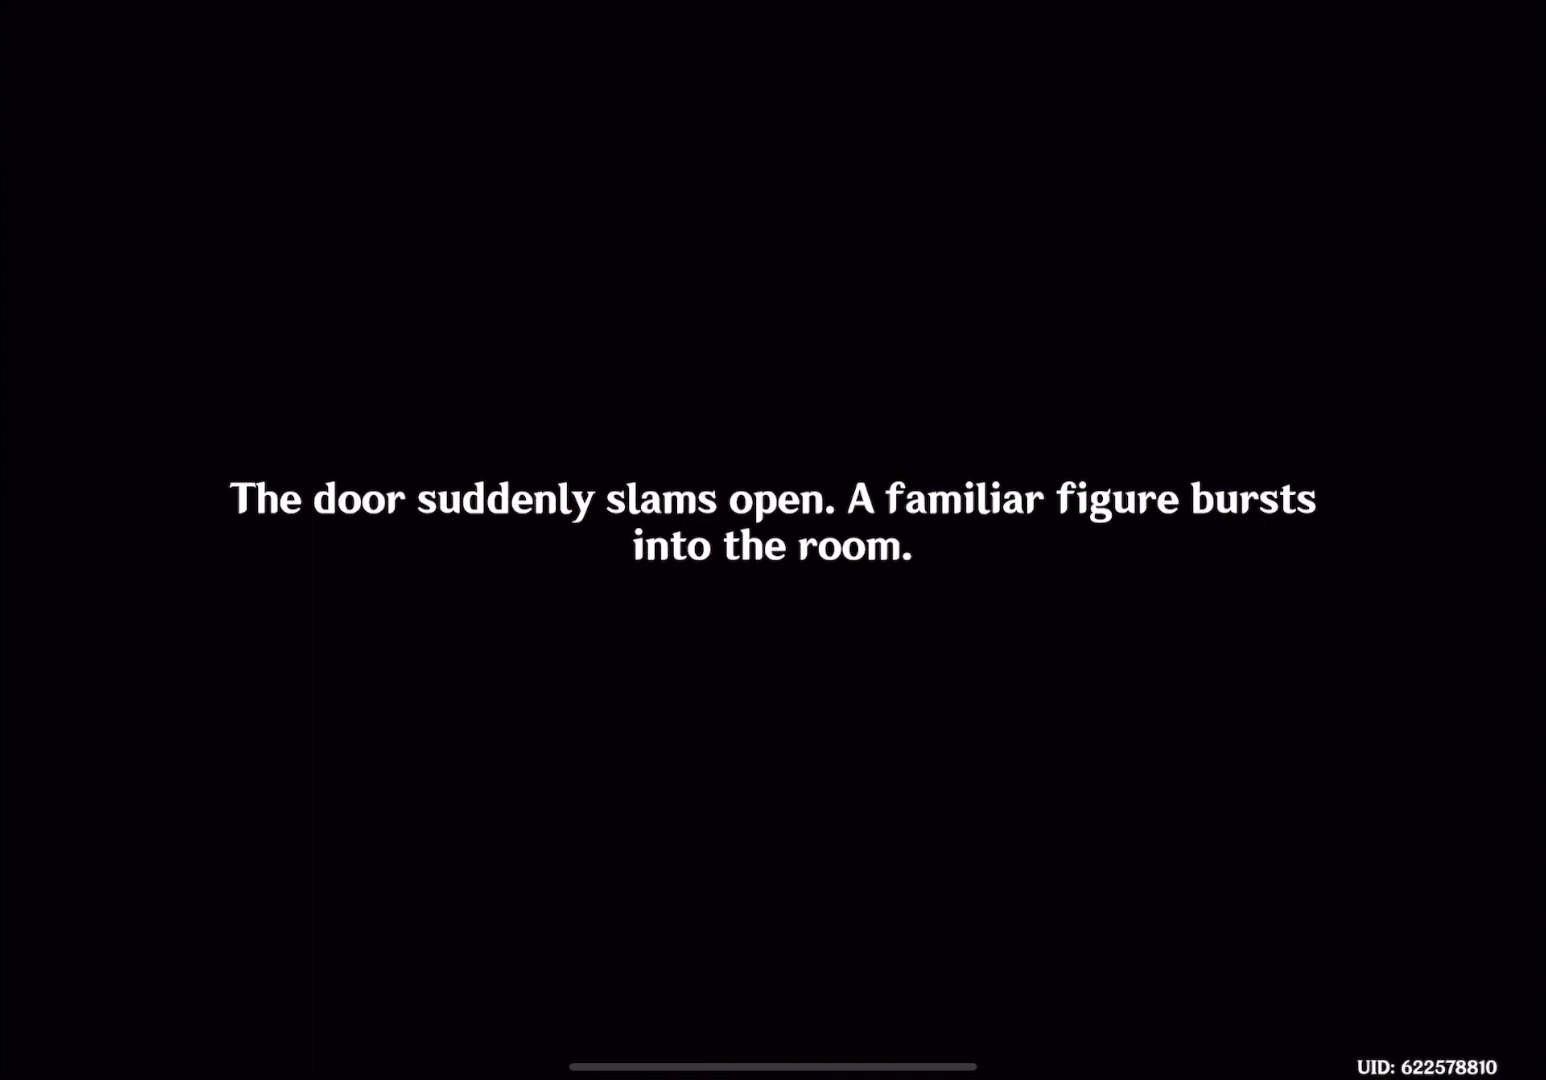 The door suddenly slams open. A familiar figure bursts
into the room.
UID: 622578810